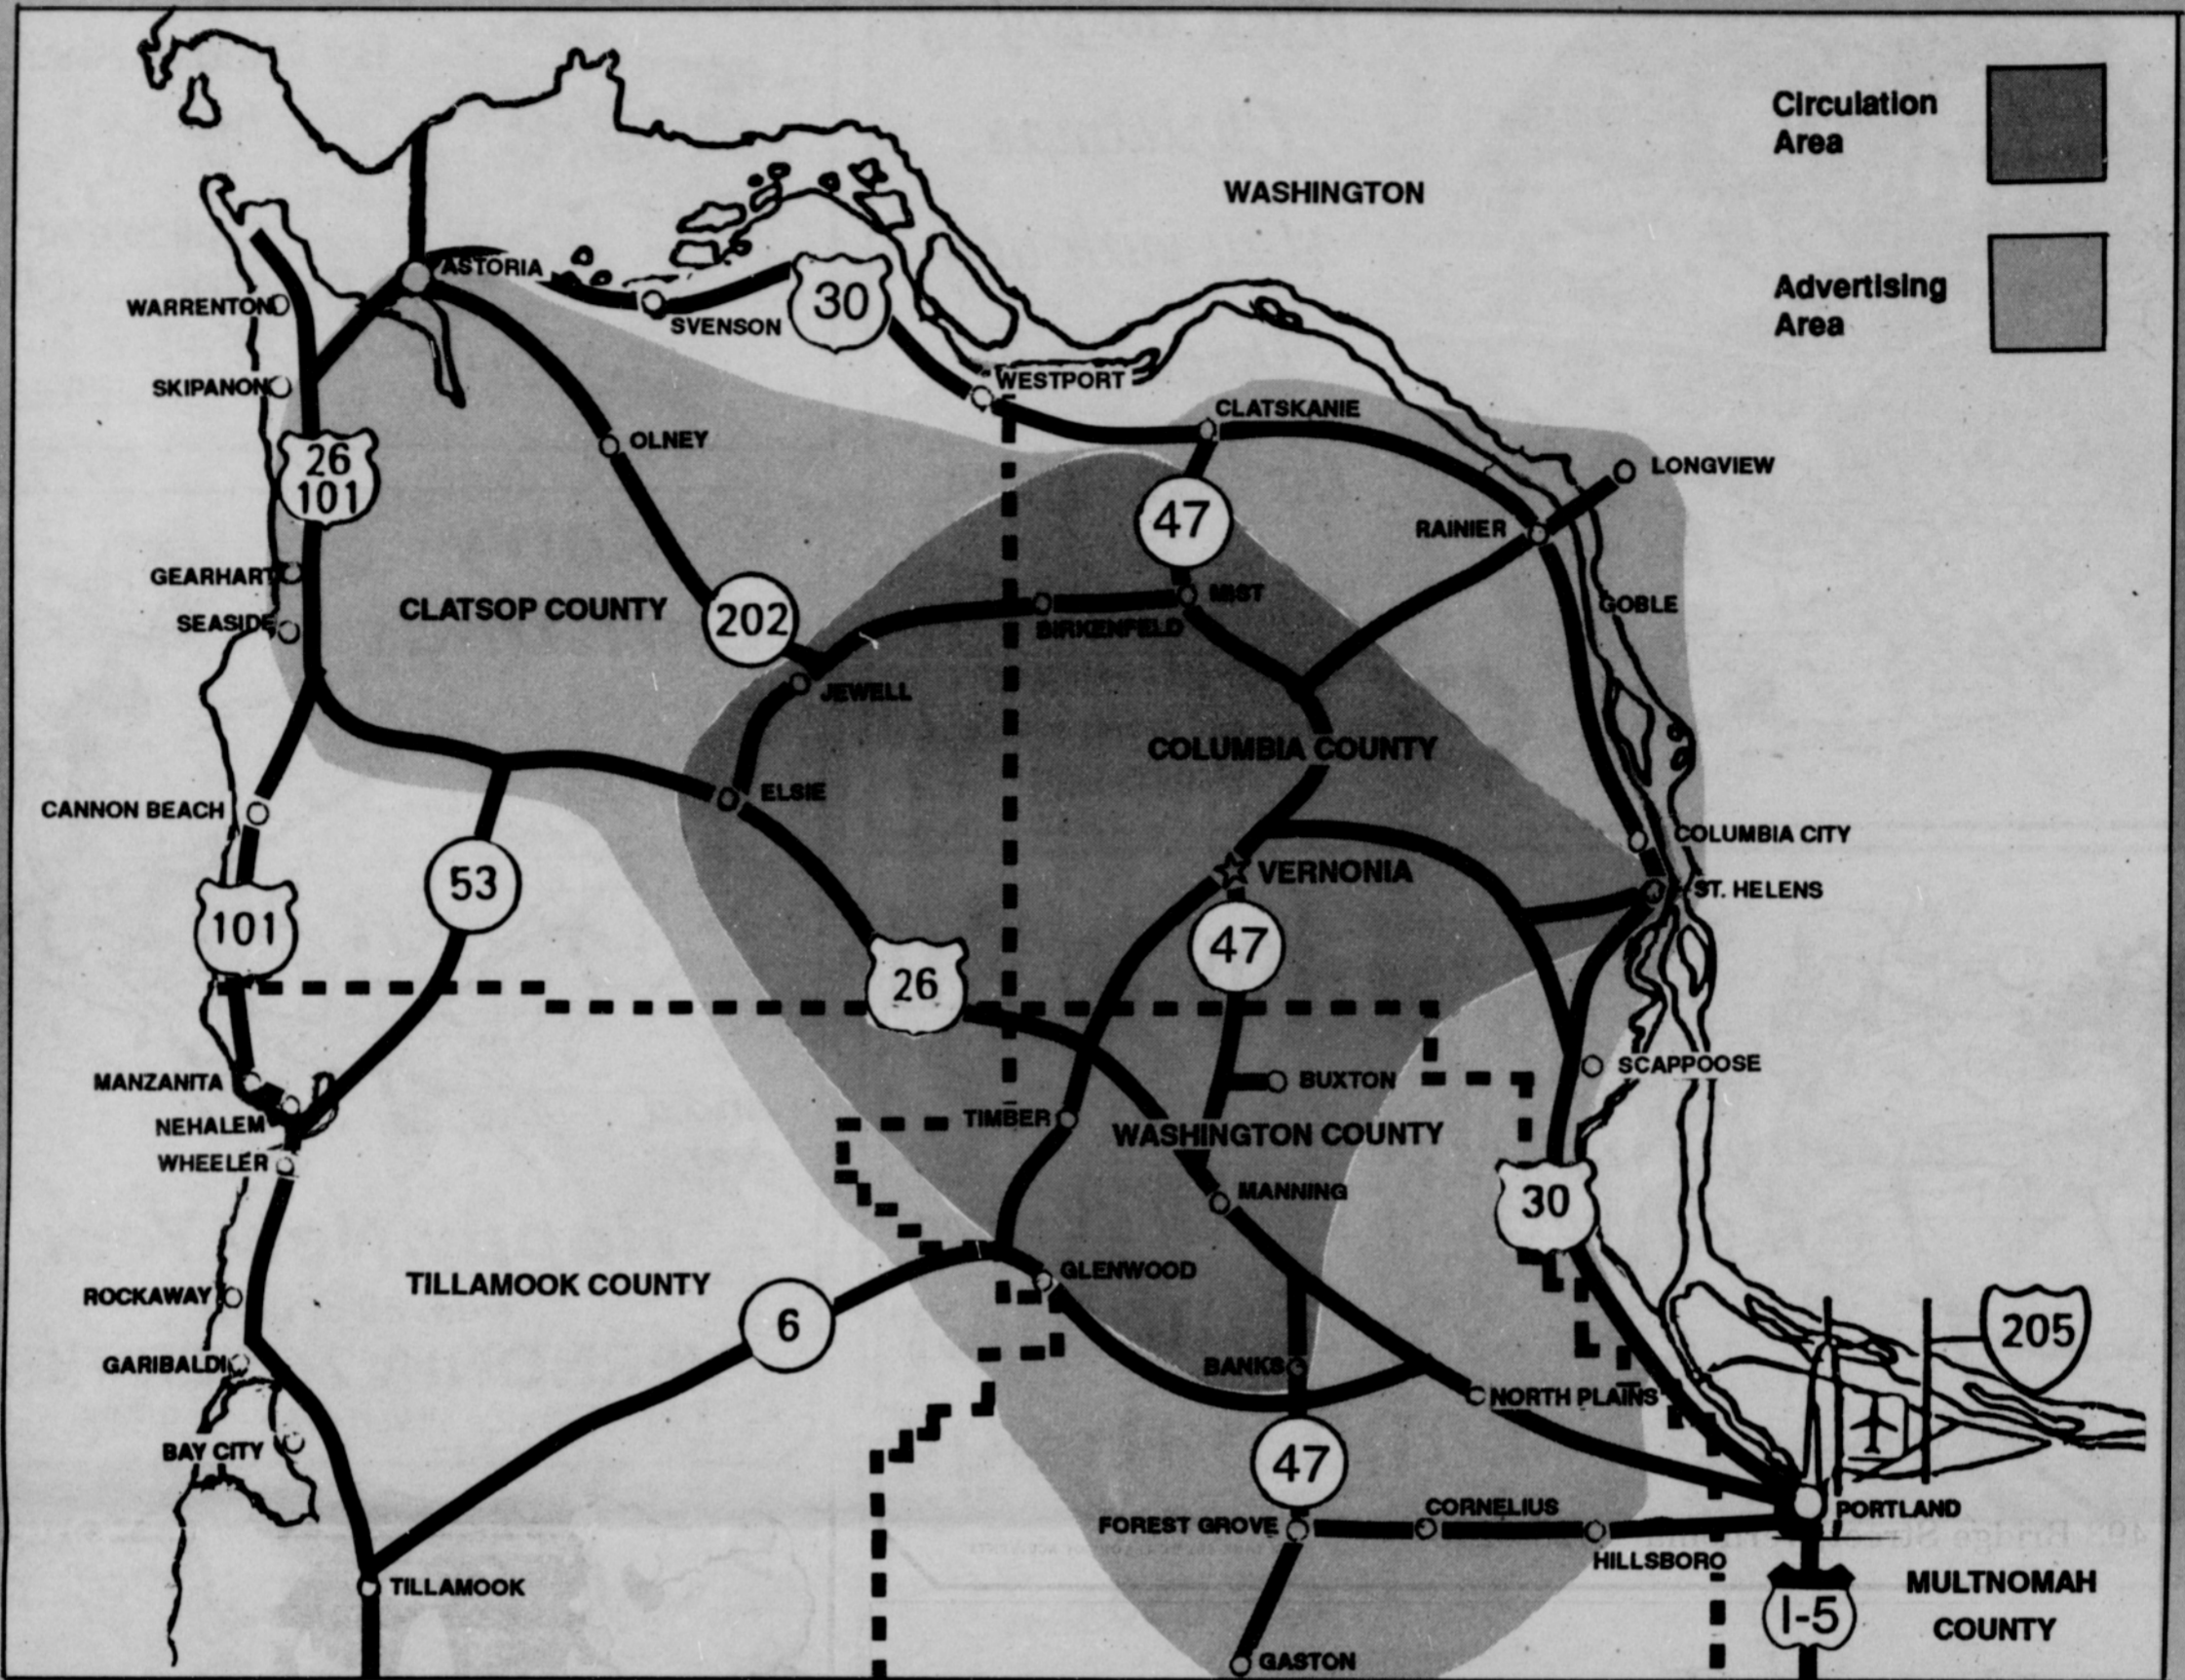 Circulation
Area
WASHINGTON
Advertising
Area
ASTORIA
WARRENTON
SVENSON
30
SKIPANON
WESTPORT
CLATSKANIE
OLNEY
26
101
LONGVIEW
47
RAINIER
GEARHART
CLATSOP COUNTY
MIST
GOBLE
SEASIDE
202
BIRKENFELD
JEWELL
COLUMBIA COUNTY
ELSIE
CANNON BEACH
COLUMBIA CITY
53
VERNONIA
ST. HELENS
101
47
26
SCAPPOOSE
MANZANITA
BUXTON
NEHALEM
TIMBER
WASHINGTON COUNTY
WHEELER
MANNING
30
GLENWOOD
TILLAMOOK COUNTY
ROCKAWAY
6
205
GARIBALDI
BANKS
NORTH PLAINS
BAY CITY
47
CORNELIUS
PORTLAND
FOREST GROVE
HILLSBORO
TILLAMOOK
MULTNOMAH
COUNTY
I-5
GASTON